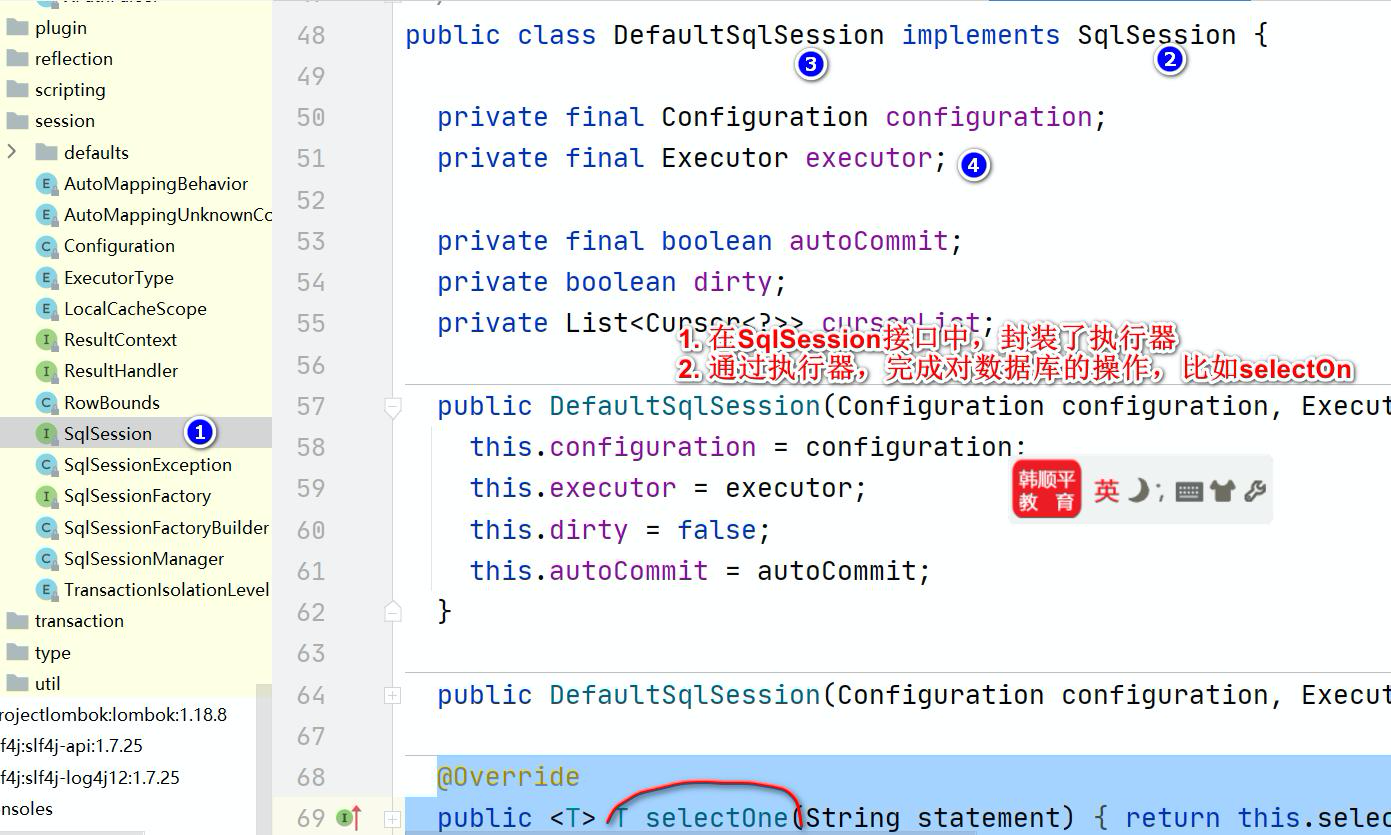 plugin
reflection
scripting
session
defaults
AutoMappingBehavior
AutoMappingUnknownCo
Configuration
ExecutorType
LocalCacheScope
ResultContext
ResultHandler
RowBounds
SqlSession 1
SqlSessionException
SqlSessionFactory
SqlSessionFactoryBuilder
SqlSessionManager
TransactionIsolationLevel
transaction
type
util
rojectlombok:lombok:1.18.8
f4j:slf4j-api:1.7.25
f4j:slf4j-log4j12:1.7.25
nsoles
48 public class DefaultSqlSession implements SqlSession {
3 2
49
50 private final Configuration configuration;
51 private final Executor executor; 4
52
53 private final boolean autoCommit;
54 private boolean dirty;
55 private List<Cursor<?>> cursorList;
1. 在SqlSession接口中，封装了执行器
56
2. 通过执行器，完成对数据库的操作，比如selectOn
57 public DefaultSqlSession(Configuration configuration, Execut
58 this.configuration = configuration;
59 this.executor = executor;
韩顺平
教 育
英
60 this.dirty = false;
61 this.autoCommit = autoCommit;
62 }
63
64 public DefaultSqlSession(Configuration configuration, Execut
67
68 @Override
69 public <T> T selectOne(String statement) { return this.selec